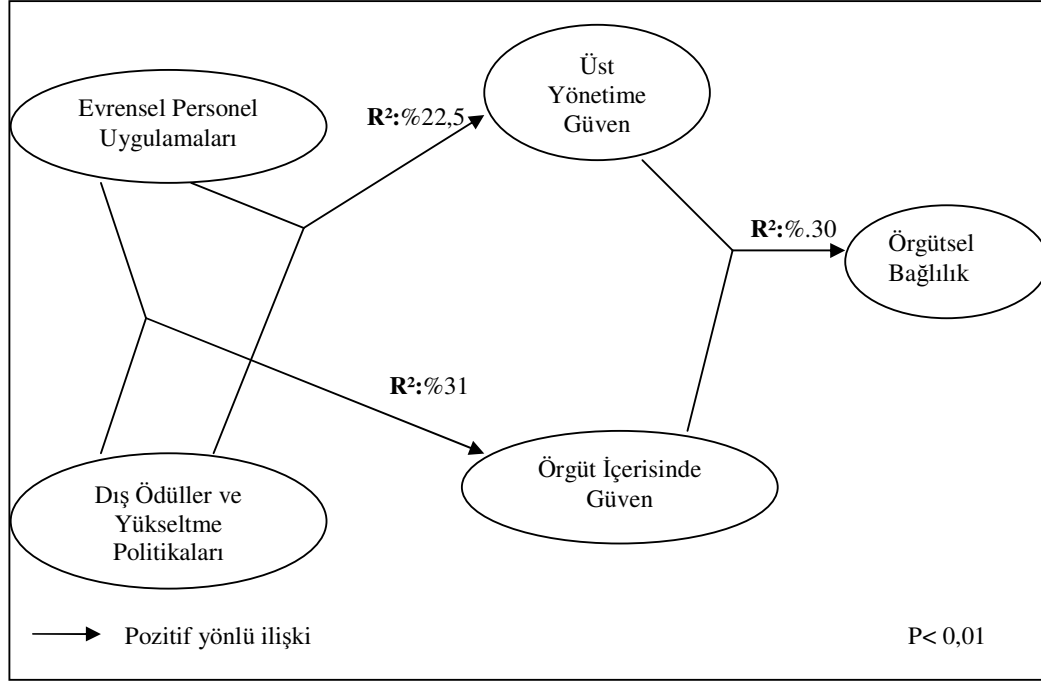 Evrensel Personel
Uygulamaları
R²:%22,5
Üst
Yönetime
Güven
R²:%.30
Örgütsel
Bağlılık
R²:%31
Dış Ödüller ve
Yükseltme
Politikaları
Örgüt İçerisinde
Güven
Pozitif yönlü ilişki
P< 0,01